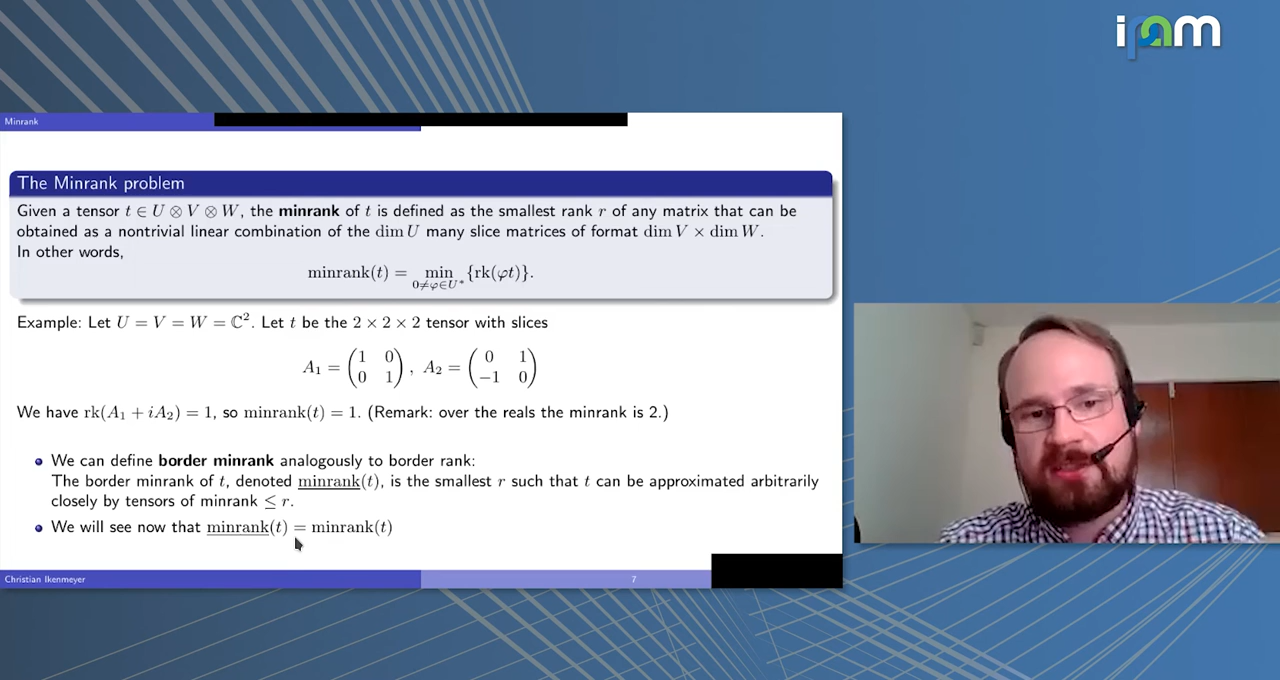 ipam
Minrank
The Minrank problem
Given a tensor t ∈ U ⊗ V ⊗ W, the minrank of t is defined as the smallest rank r of any matrix that can be
obtained as a nontrivial linear combination of the dim U many slice matrices of format dim V × dim W.
In other words,
minrank(t) = min {rk(φt)}.
0≠φ∈U*
Example: Let U = V = W = ℂ². Let t be the 2 × 2 × 2 tensor with slices
A₁ = (1 0; 0 1), A₂ = (0 1; −1 0)
We have rk(A₁ + iA₂) = 1, so minrank(t) = 1. (Remark: over the reals the minrank is 2.)
We can define border minrank analogously to border rank:
The border minrank of t, denoted minrank(t), is the smallest r such that t can be approximated arbitrarily
closely by tensors of minrank ≤ r.
We will see now that minrank(t) = minrank(t)
Christian Ikenmeyer 7